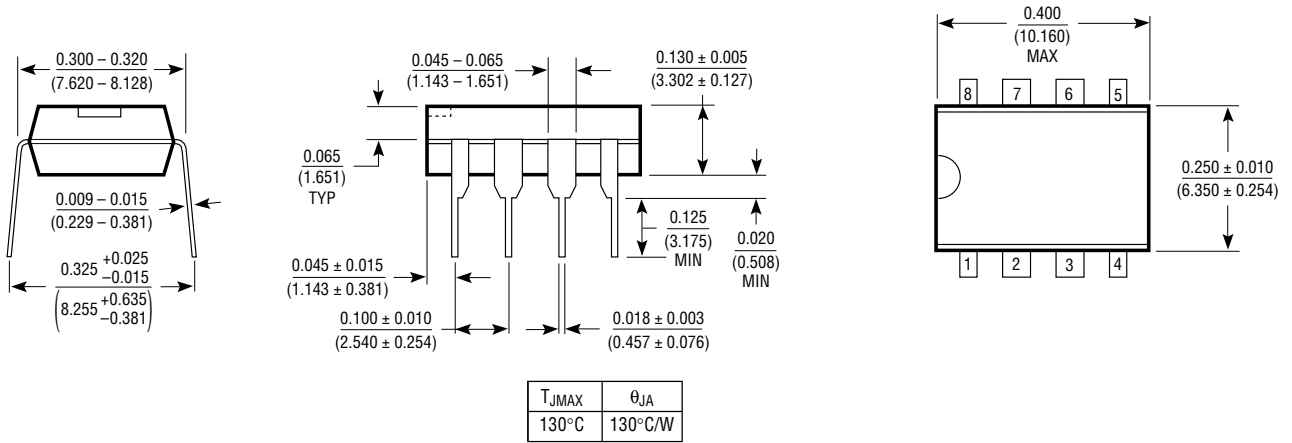 0.300 – 0.320
(7.620 – 8.128)
0.009 – 0.015
(0.229 – 0.381)
0.325 +0.025
–0.015
(8.255 +0.635
–0.381)
0.045 – 0.065
(1.143 – 1.651)
0.130 ± 0.005
(3.302 ± 0.127)
0.065
(1.651)
TYP
0.125
(3.175)
MIN
0.020
(0.508)
MIN
0.045 ± 0.015
(1.143 ± 0.381)
0.100 ± 0.010
(2.540 ± 0.254)
0.018 ± 0.003
(0.457 ± 0.076)
0.400
(10.160)
MAX
8 7 6 5
0.250 ± 0.010
(6.350 ± 0.254)
1 2 3 4
TJMAX θJA
130°C 130°C/W